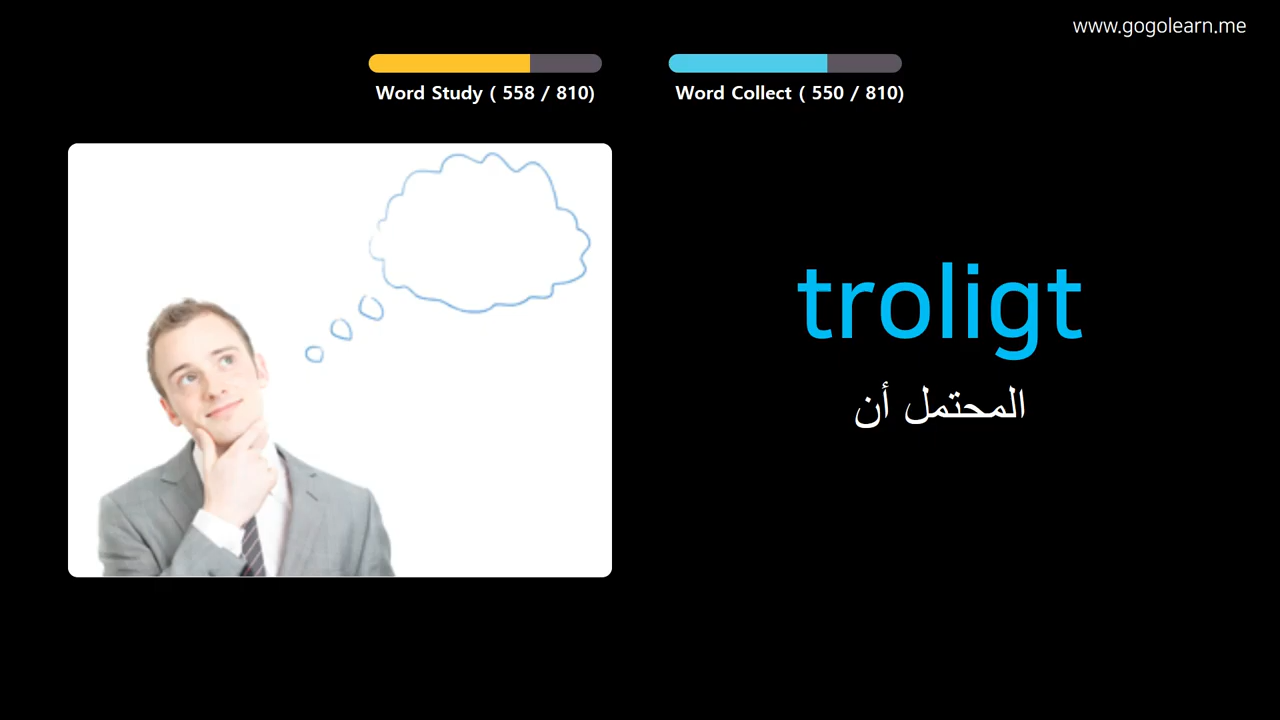 www.gogolearn.me
Word Study ( 558 / 810)
Word Collect ( 550 / 810)
troligt
المحتمل أن